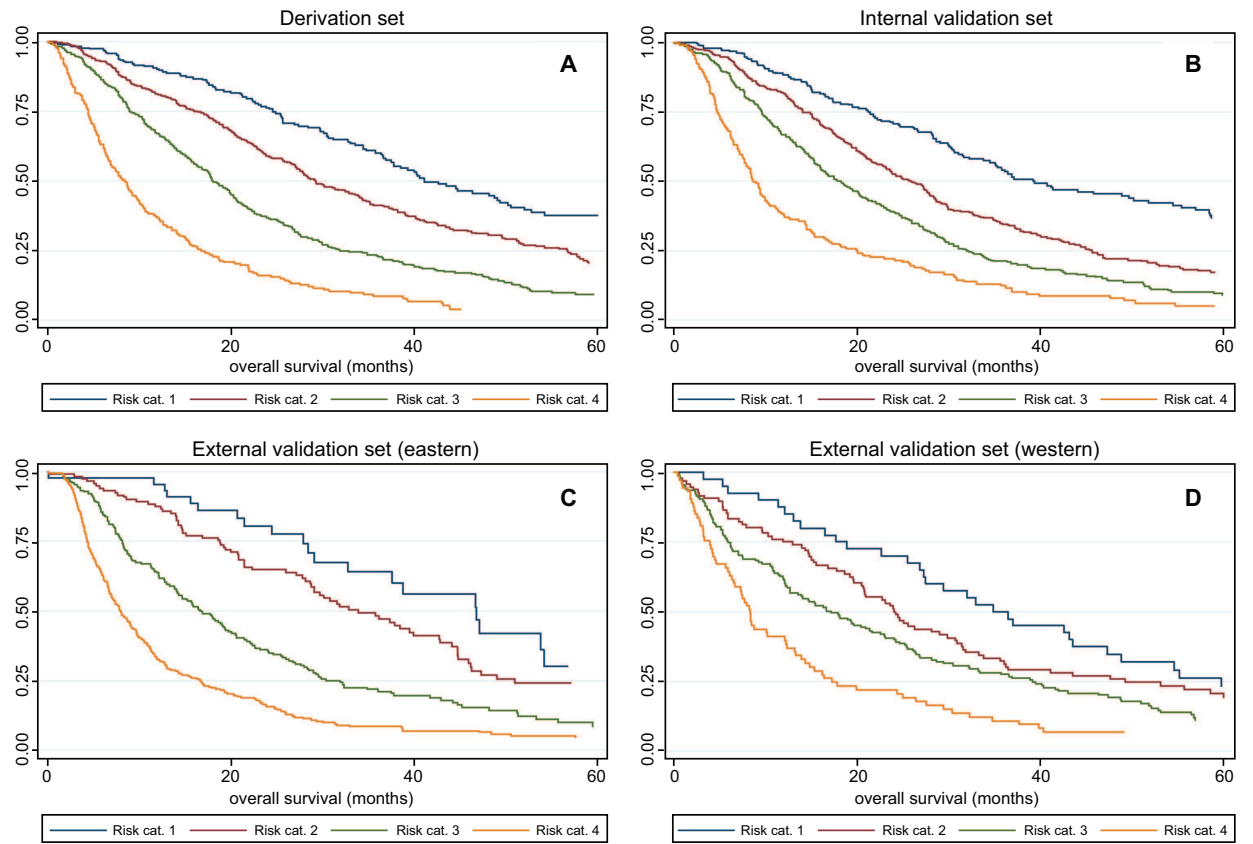 Derivation set
A
1.00
0.75
0.50
0.25
0.00
0 20 40 60
overall survival (months)
Risk cat. 1 Risk cat. 2 Risk cat. 3 Risk cat. 4
Internal validation set
B
1.00
0.75
0.50
0.25
0.00
0 20 40 60
overall survival (months)
Risk cat. 1 Risk cat. 2 Risk cat. 3 Risk cat. 4
External validation set (eastern)
C
1.00
0.75
0.50
0.25
0.00
0 20 40 60
overall survival (months)
Risk cat. 1 Risk cat. 2 Risk cat. 3 Risk cat. 4
External validation set (western)
D
1.00
0.75
0.50
0.25
0.00
0 20 40 60
overall survival (months)
Risk cat. 1 Risk cat. 2 Risk cat. 3 Risk cat. 4